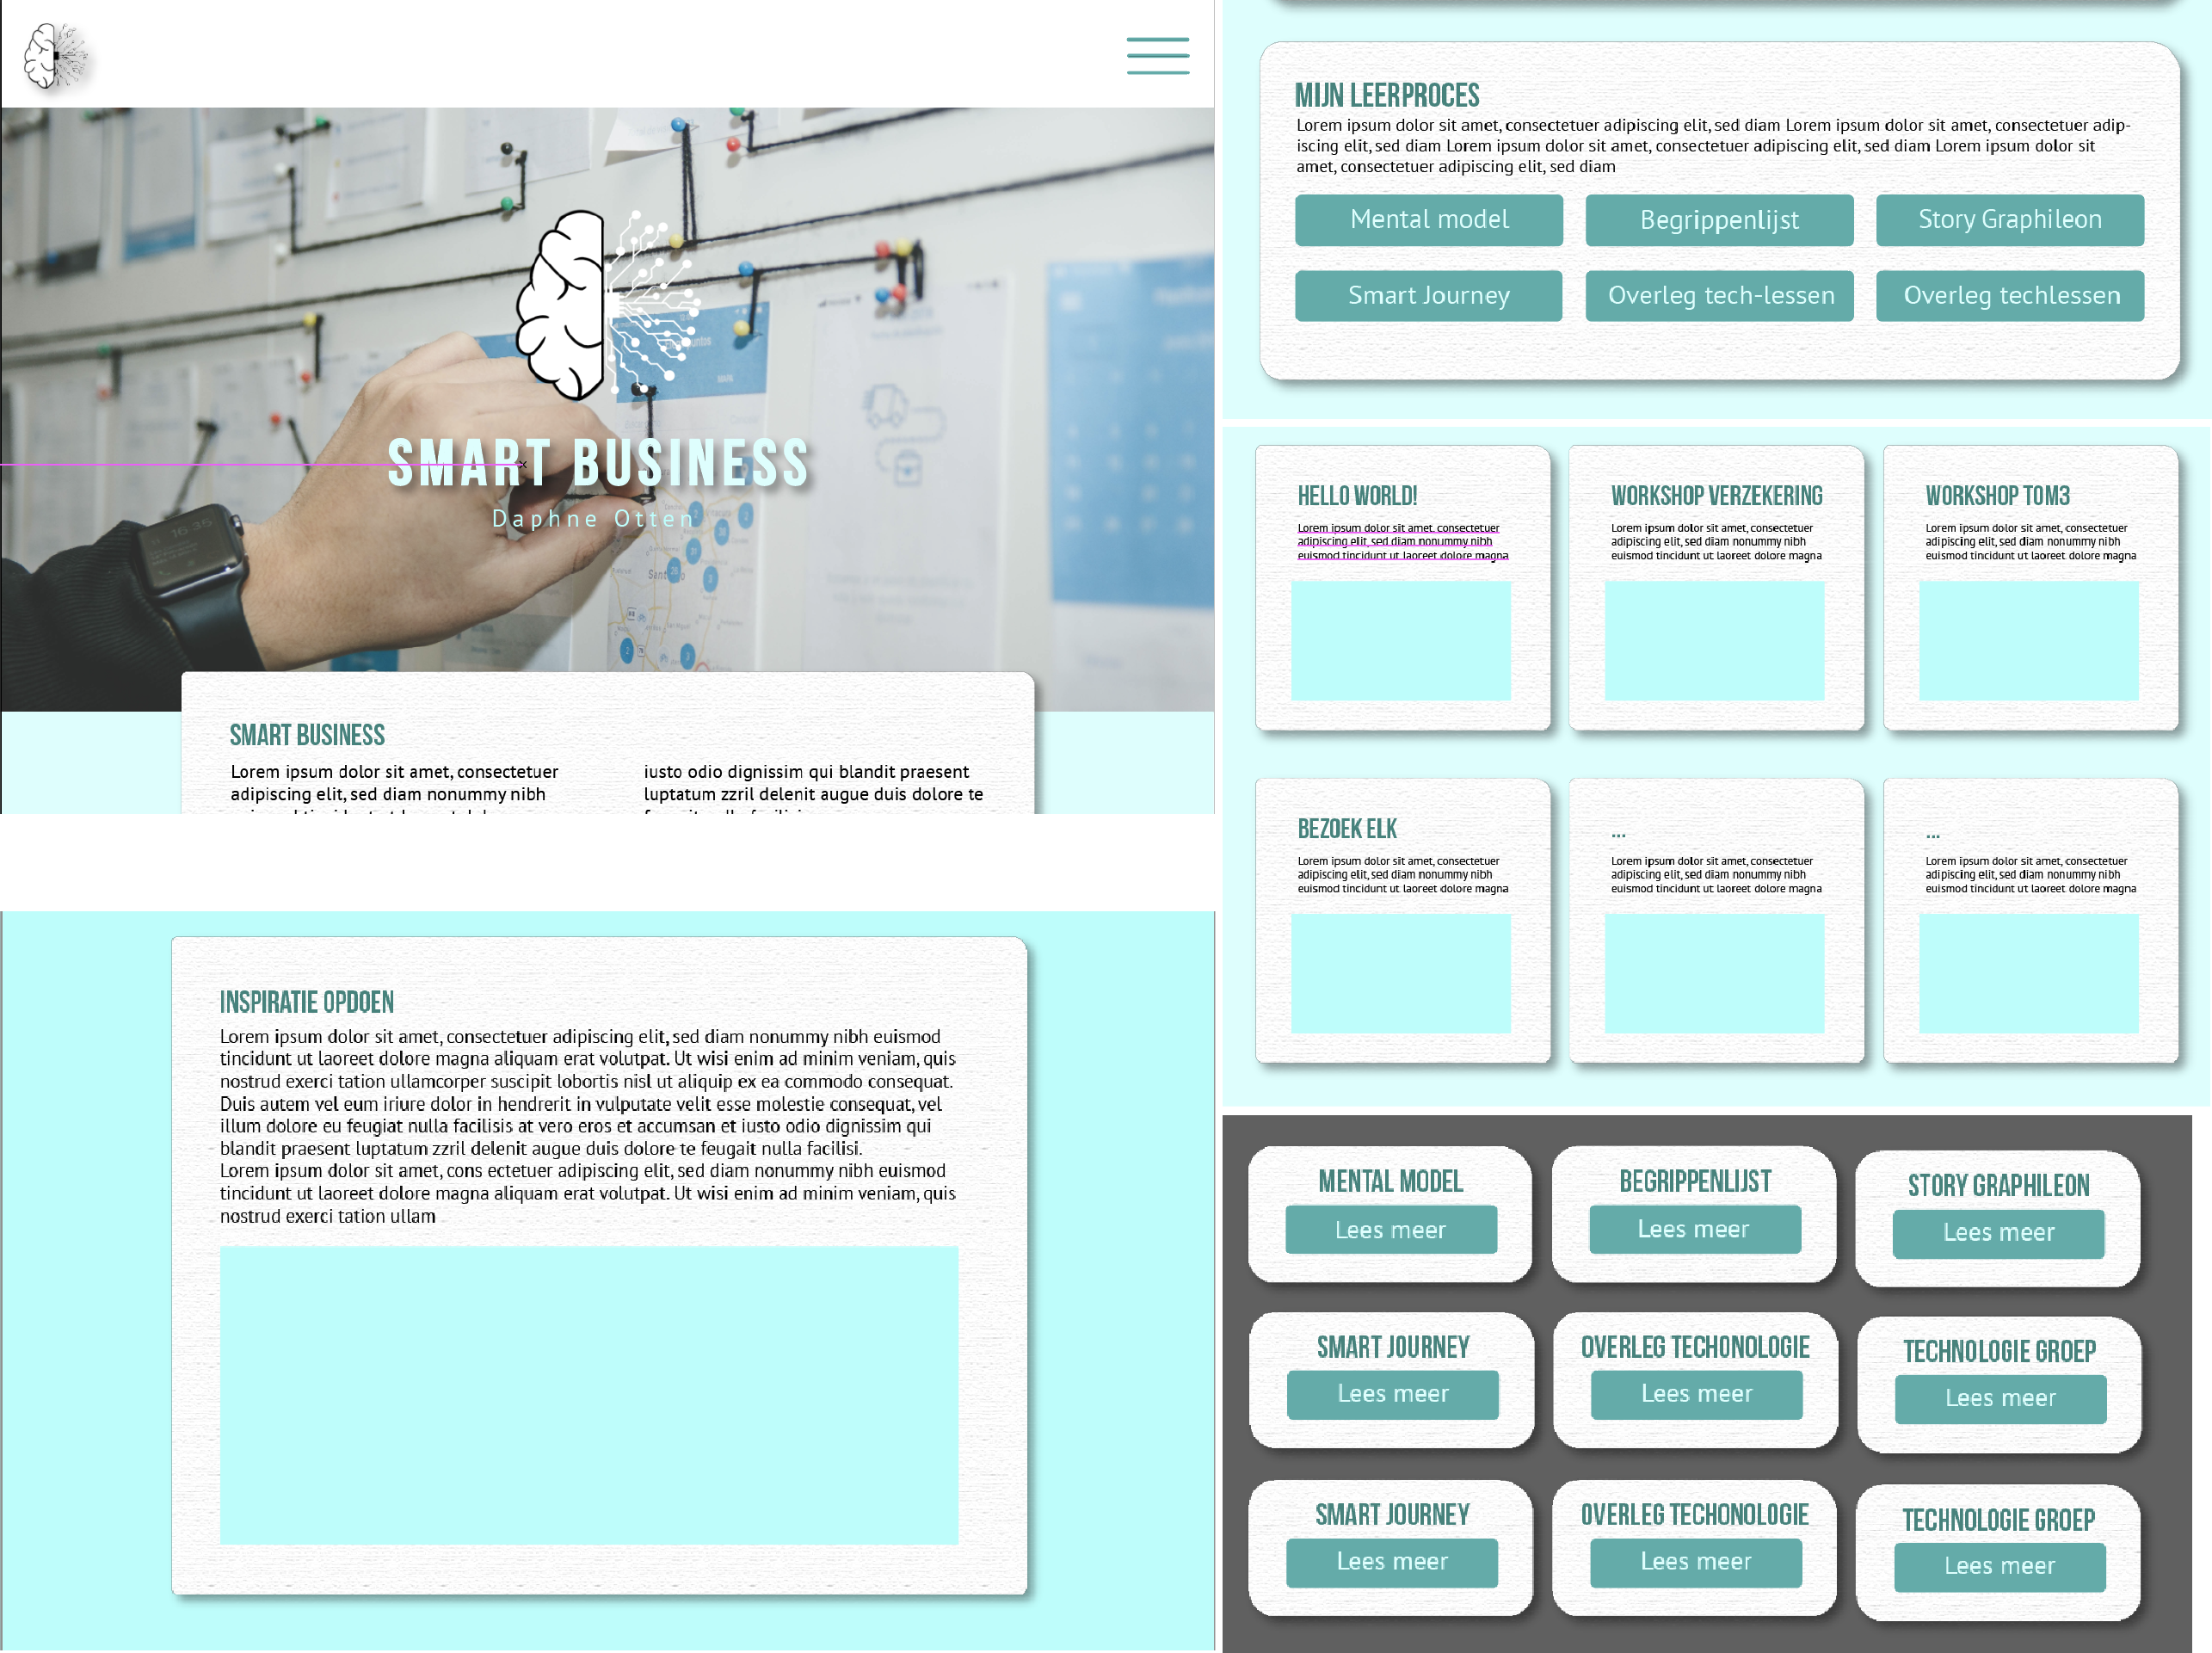 SMART BUSINESS
Daphne Otten
SMART BUSINESS
Lorem ipsum dolor sit amet, consectetuer
adipiscing elit, sed diam nonummy nibh
iusto odio dignissim qui blandit praesent
luptatum zzril delenit augue duis dolore te
INSPIRATIE OPDOEN
Lorem ipsum dolor sit amet, consectetuer adipiscing elit, sed diam nonummy nibh euismod
tincidunt ut laoreet dolore magna aliquam erat volutpat. Ut wisi enim ad minim veniam, quis
nostrud exerci tation ullamcorper suscipit lobortis nisl ut aliquip ex ea commodo consequat.
Duis autem vel eum iriure dolor in hendrerit in vulputate velit esse molestie consequat, vel
illum dolore eu feugiat nulla facilisis at vero eros et accumsan et iusto odio dignissim qui
blandit praesent luptatum zzril delenit augue duis dolore te feugait nulla facilisi.
Lorem ipsum dolor sit amet, cons ectetuer adipiscing elit, sed diam nonummy nibh euismod
tincidunt ut laoreet dolore magna aliquam erat volutpat. Ut wisi enim ad minim veniam, quis
nostrud exerci tation ullam
MIJN LEERPROCES
Lorem ipsum dolor sit amet, consectetuer adipiscing elit, sed diam Lorem ipsum dolor sit amet, consectetuer adip-
iscing elit, sed diam Lorem ipsum dolor sit amet, consectetuer adipiscing elit, sed diam Lorem ipsum dolor sit
amet, consectetuer adipiscing elit, sed diam
Mental model
Begrippenlijst
Story Graphileon
Smart Journey
Overleg tech-lessen
Overleg techlessen
HELLO WORLD!
Lorem ipsum dolor sit amet, consectetuer
adipiscing elit, sed diam nonummy nibh
euismod tincidunt ut laoreet dolore magna
WORKSHOP VERZEKERING
Lorem ipsum dolor sit amet, consectetuer
adipiscing elit, sed diam nonummy nibh
euismod tincidunt ut laoreet dolore magna
WORKSHOP TOM3
Lorem ipsum dolor sit amet, consectetuer
adipiscing elit, sed diam nonummy nibh
euismod tincidunt ut laoreet dolore magna
BEZOEK ELK
Lorem ipsum dolor sit amet, consectetuer
adipiscing elit, sed diam nonummy nibh
euismod tincidunt ut laoreet dolore magna
...
Lorem ipsum dolor sit amet, consectetuer
adipiscing elit, sed diam nonummy nibh
euismod tincidunt ut laoreet dolore magna
...
Lorem ipsum dolor sit amet, consectetuer
adipiscing elit, sed diam nonummy nibh
euismod tincidunt ut laoreet dolore magna
MENTAL MODEL
Lees meer
BEGRIPPENLIJST
Lees meer
STORY GRAPHILEON
Lees meer
SMART JOURNEY
Lees meer
OVERLEG TECHONOLOGIE
Lees meer
TECHNOLOGIE GROEP
Lees meer
SMART JOURNEY
Lees meer
OVERLEG TECHONOLOGIE
Lees meer
TECHNOLOGIE GROEP
Lees meer